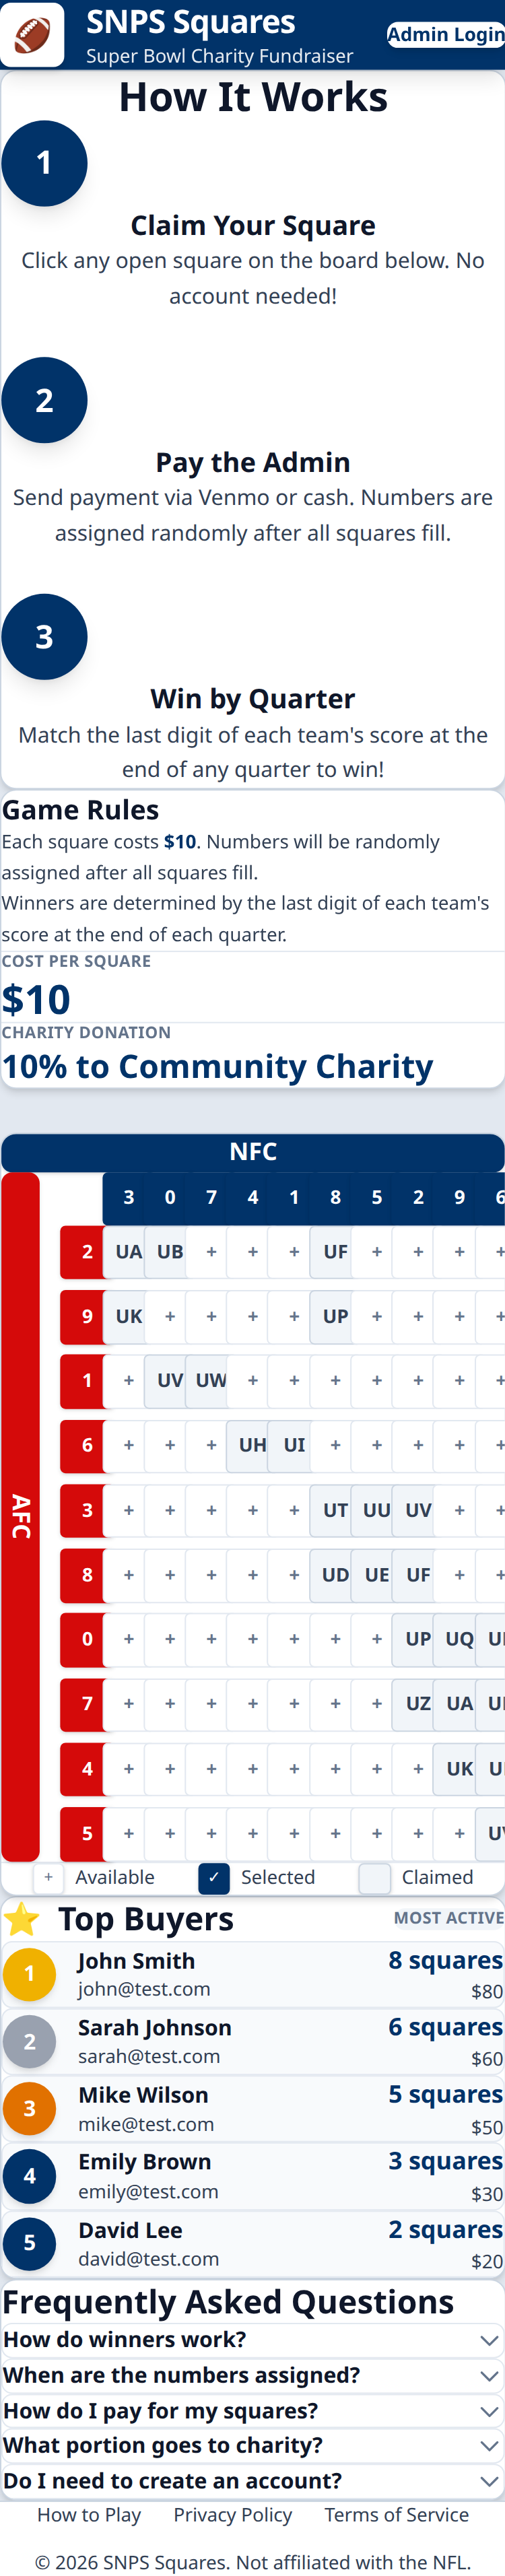 SNPS Squares
Super Bowl Charity Fundraiser
Admin Login
How It Works
1
Claim Your Square
Click any open square on the board below. No
account needed!
2
Pay the Admin
Send payment via Venmo or cash. Numbers are
assigned randomly after all squares fill.
3
Win by Quarter
Match the last digit of each team's score at the
end of any quarter to win!
Game Rules
Each square costs $10. Numbers will be randomly
assigned after all squares fill.
Winners are determined by the last digit of each team's
score at the end of each quarter.
COST PER SQUARE
$10
CHARITY DONATION
10% to Community Charity
NFC
AFC
3 0 7 4 1 8 5 2 9 6
2 UA UB + + + UF + + + +
9 UK + + + + UP + + + +
1 + UV UW + + + + + + +
6 + + + UH UI + + + + +
3 + + + + + UT UU UV + +
8 + + + + + UD UE UF + +
0 + + + + + + + UP UQ
7 + + + + + + + UZ UA
4 + + + + + + + + UK
5 + + + + + + + + +
+ Available ✓ Selected Claimed
⭐ Top Buyers MOST ACTIVE
1 John Smith 8 squares
john@test.com $80
2 Sarah Johnson 6 squares
sarah@test.com $60
3 Mike Wilson 5 squares
mike@test.com $50
4 Emily Brown 3 squares
emily@test.com $30
5 David Lee 2 squares
david@test.com $20
Frequently Asked Questions
How do winners work?
When are the numbers assigned?
How do I pay for my squares?
What portion goes to charity?
Do I need to create an account?
How to Play Privacy Policy Terms of Service
© 2026 SNPS Squares. Not affiliated with the NFL.